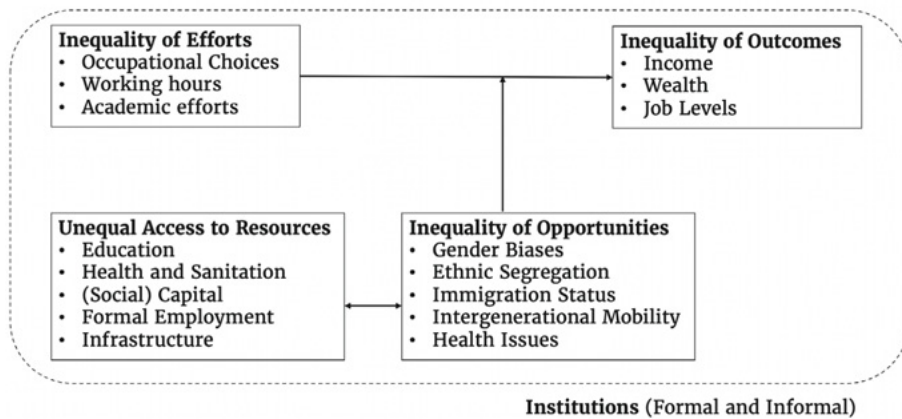 Inequality of Efforts
• Occupational Choices
• Working hours
• Academic efforts
Inequality of Outcomes
• Income
• Wealth
• Job Levels
Unequal Access to Resources
• Education
• Health and Sanitation
• (Social) Capital
• Formal Employment
• Infrastructure
Inequality of Opportunities
• Gender Biases
• Ethnic Segregation
• Immigration Status
• Intergenerational Mobility
• Health Issues
Institutions (Formal and Informal)